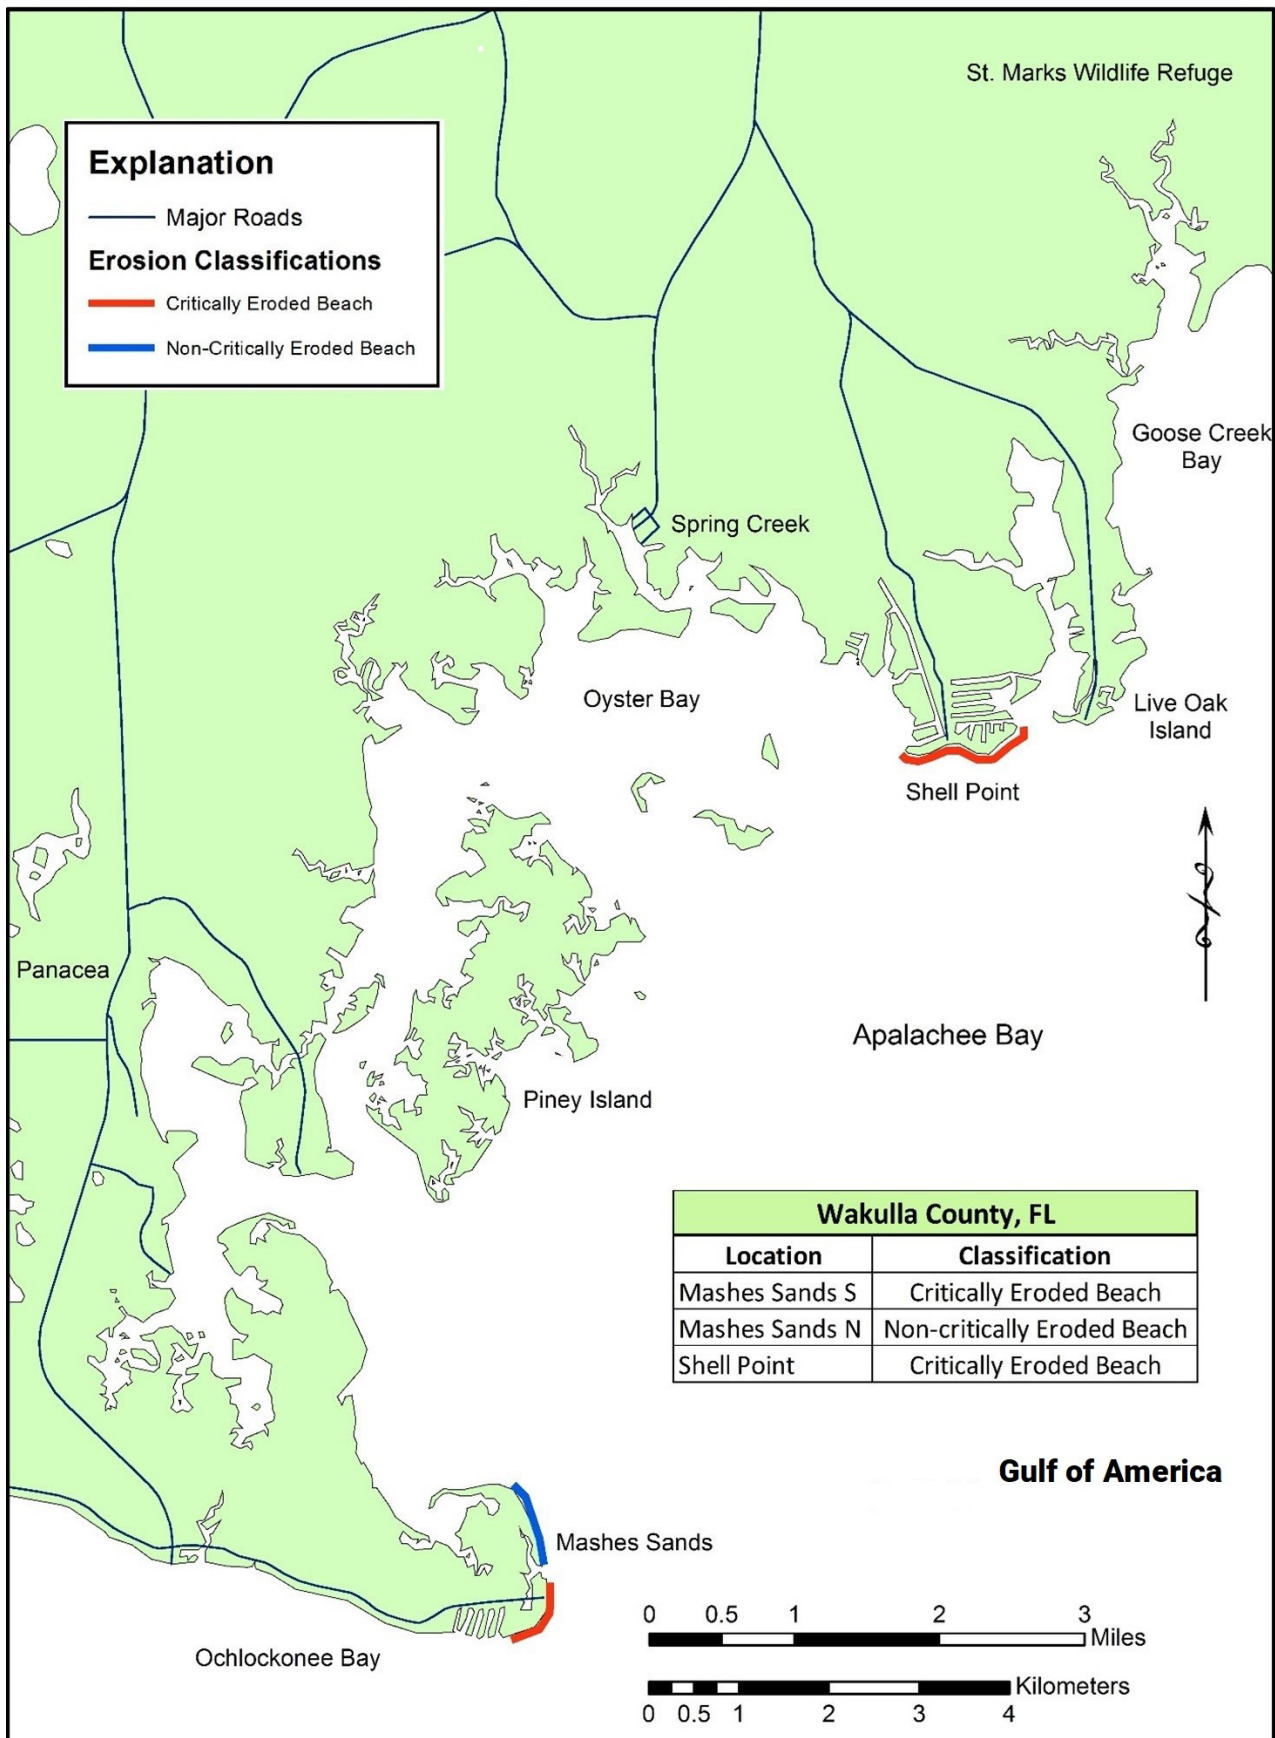 St. Marks Wildlife Refuge
Explanation
Major Roads
Erosion Classifications
Critically Eroded Beach
Non-Critically Eroded Beach
Goose Creek
Bay
Spring Creek
Oyster Bay
Live Oak
Island
Shell Point
Panacea
Apalachee Bay
Piney Island
Wakulla County, FL
Location Classification
Mashes Sands S Critically Eroded Beach
Mashes Sands N Non-critically Eroded Beach
Shell Point Critically Eroded Beach
Gulf of America
Mashes Sands
0 0.5 1 2 3
Miles
Ochlockonee Bay
Kilometers
0 0.5 1 2 3 4